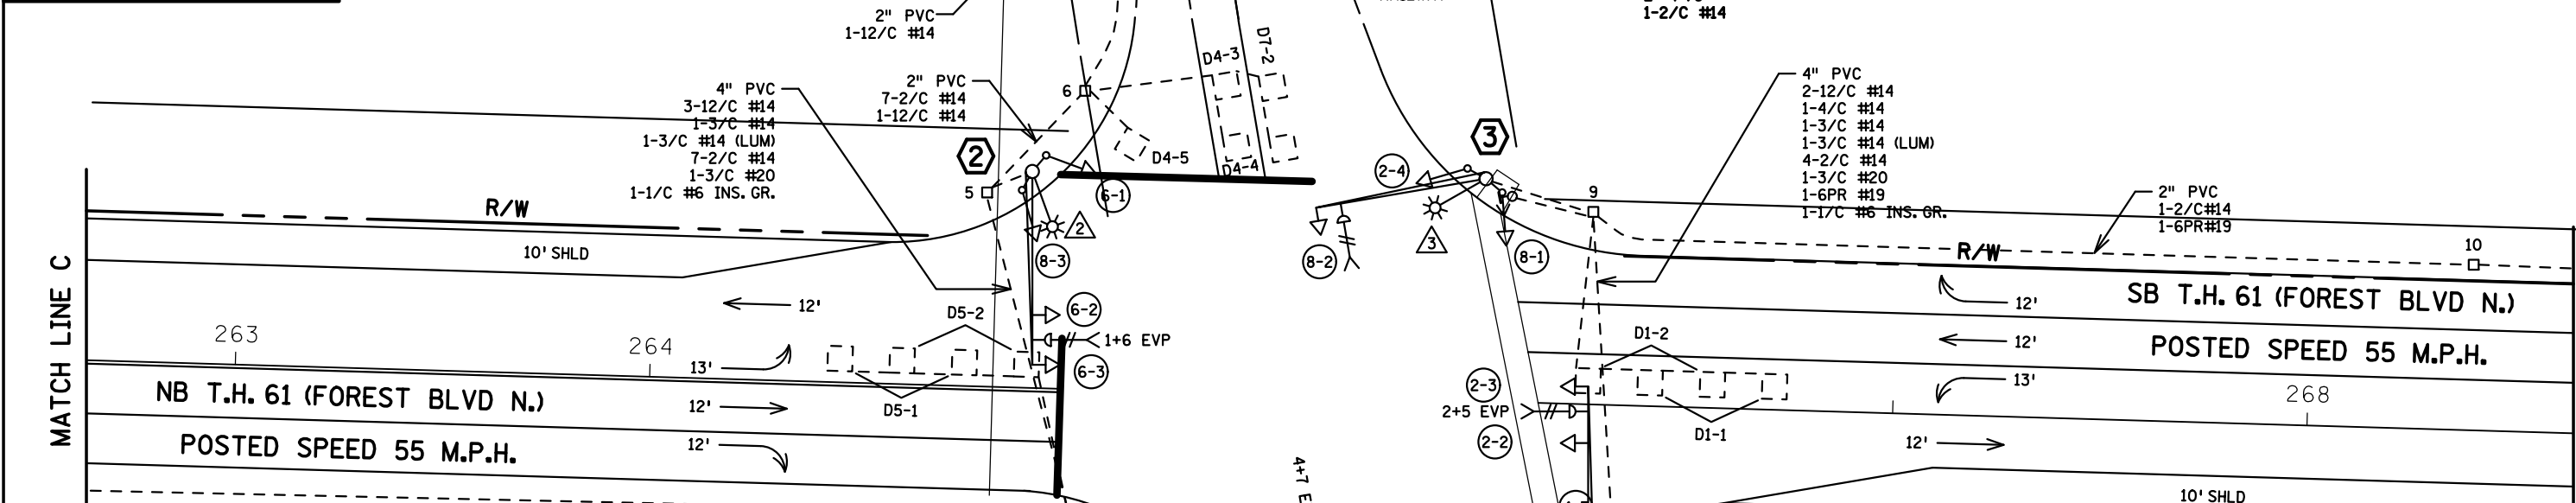 2" PVC
1-12/C #14
1-2/C #14
4" PVC
3-12/C #14
1-3/C #14
1-3/C #14 (LUM)
7-2/C #14
1-3/C #20
1-1/C #6 INS. GR.
2" PVC
7-2/C #14
1-12/C #14
6
5
2
D4-3
D7-2
D4-5
D4-4
6-1
2
8-3
3
2-4
8-2
3
8-1
9
4" PVC
2-12/C #14
1-4/C #14
1-3/C #14
1-3/C #14 (LUM)
4-2/C #14
1-3/C #20
1-6PR #19
1-1/C #6 INS. GR.
2" PVC
1-2/C#14
1-6PR#19
10
R/W
R/W
10' SHLD
MATCH LINE C
263
264
12'
13'
12'
12'
D5-2
D5-1
6-2
1+6 EVP
6-3
NB T.H. 61 (FOREST BLVD N.)
POSTED SPEED 55 M.P.H.
D1-2
D1-1
2-3
2+5 EVP
2-2
4+7 E
12'
12'
13'
12'
SB T.H. 61 (FOREST BLVD N.)
POSTED SPEED 55 M.P.H.
268
10' SHLD